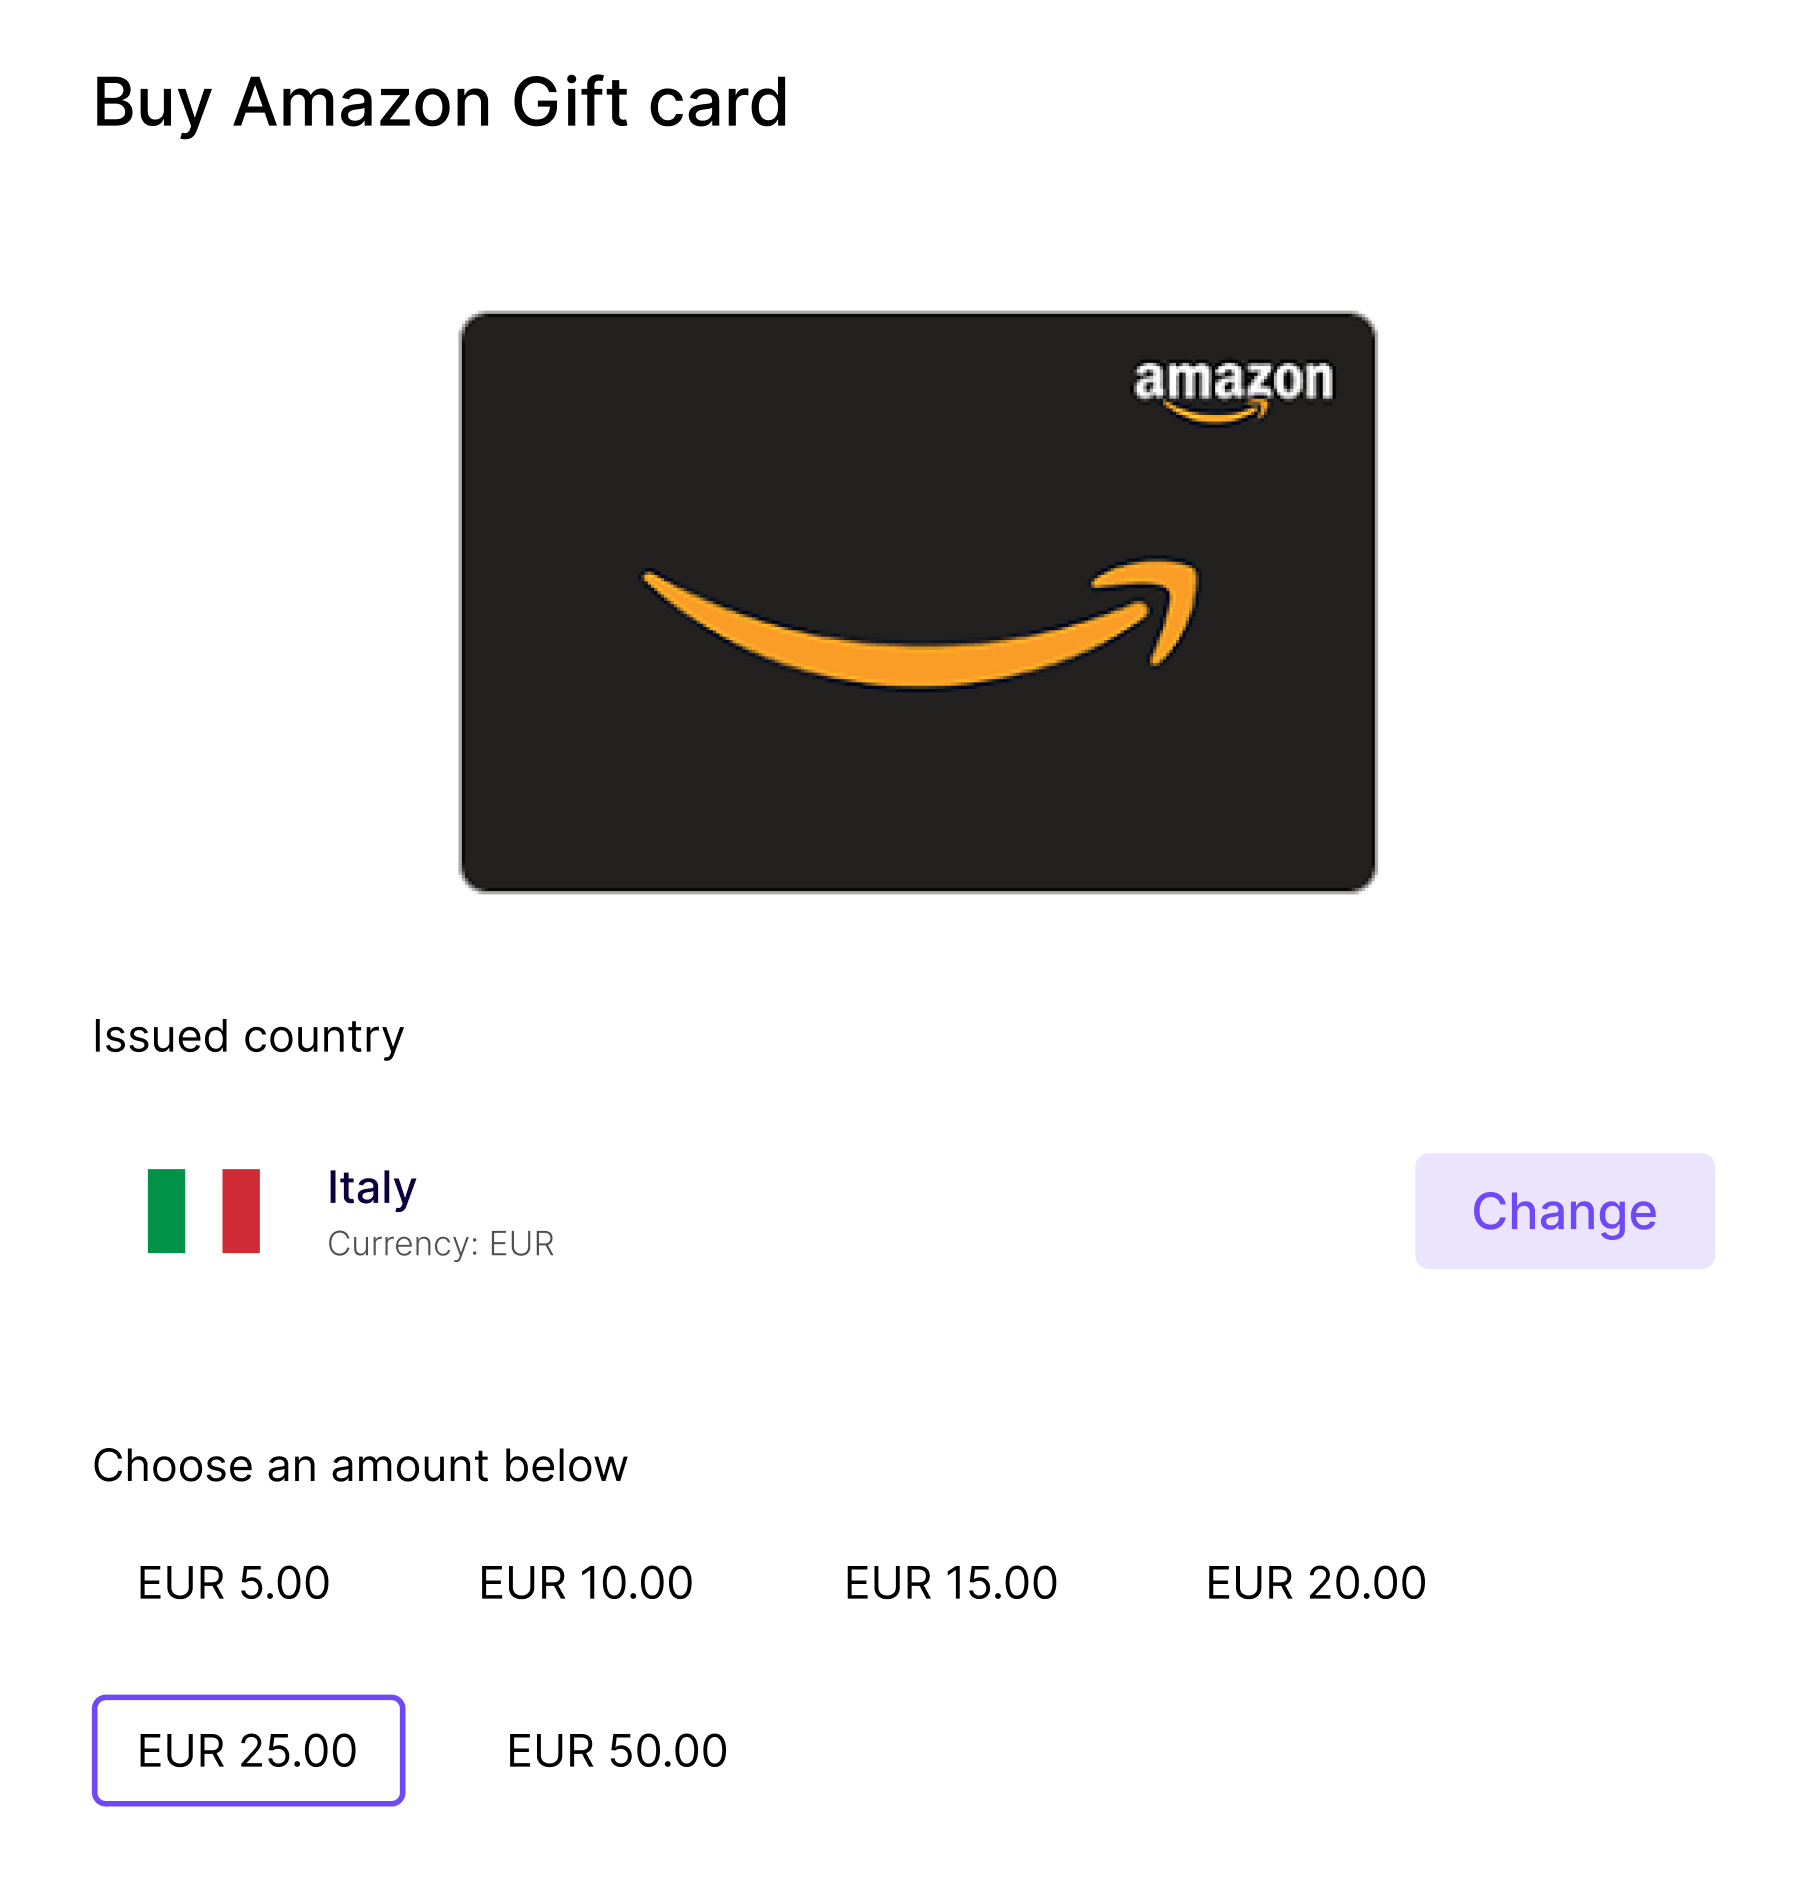 Buy Amazon Gift card
amazon
Issued country
Italy
Currency: EUR
Change
Choose an amount below
EUR 5.00 EUR 10.00 EUR 15.00 EUR 20.00
EUR 25.00 EUR 50.00